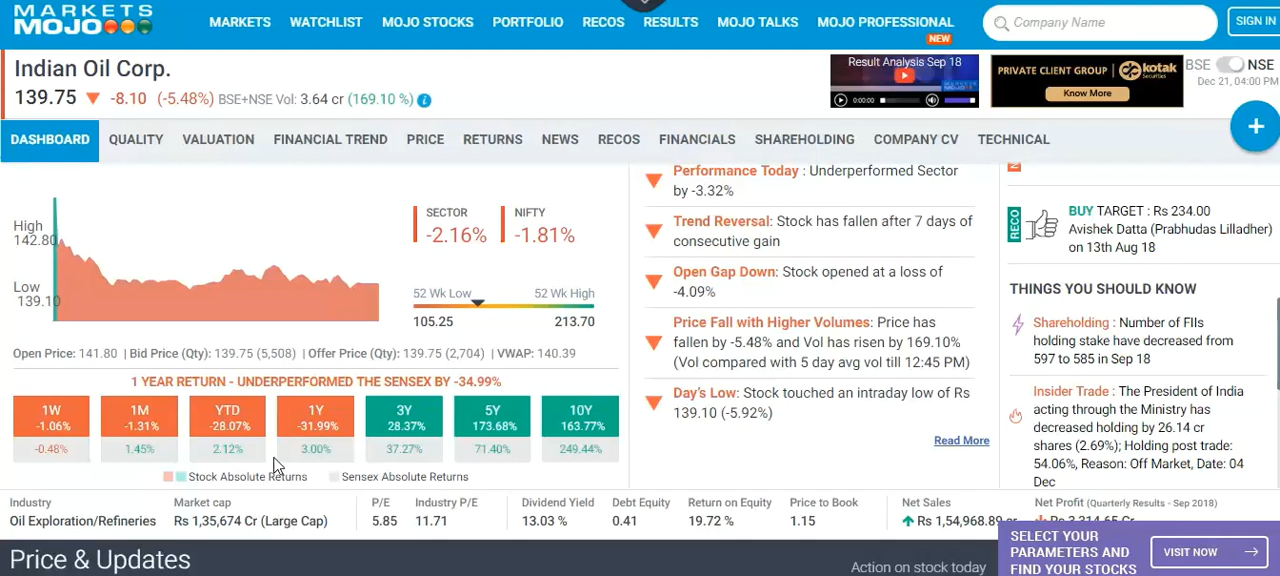 MARKETS
MOJO
MARKETS WATCHLIST MOJO STOCKS PORTFOLIO RECOS RESULTS MOJO TALKS MOJO PROFESSIONAL
NEW
Company Name
SIGN IN
Indian Oil Corp.
139.75 -8.10 (-5.48%) BSE+NSE Vol: 3.64 cr (169.10 %)
Result Analysis Sep 18
0:00:00
PRIVATE CLIENT GROUP | kotak
Securities
Know More
BSE NSE
Dec 21, 04:00 PM
+
DASHBOARD QUALITY VALUATION FINANCIAL TREND PRICE RETURNS NEWS RECOS FINANCIALS SHAREHOLDING COMPANY CV TECHNICAL
High
142.80
Low
139.10
SECTOR
-2.16%
NIFTY
-1.81%
52 Wk Low 52 Wk High
105.25 213.70
Open Price: 141.80 | Bid Price (Qty): 139.75 (5,508) | Offer Price (Qty): 139.75 (2,704) | VWAP: 140.39
1 YEAR RETURN - UNDERPERFORMED THE SENSEX BY -34.99%
1W 1M YTD 1Y 3Y 5Y 10Y
-1.06% -1.31% -28.07% -31.99% 28.37% 173.68% 163.77%
-0.48% 1.45% 2.12% 3.00% 37.27% 71.40% 249.44%
Stock Absolute Returns Sensex Absolute Returns
Performance Today : Underperformed Sector
by -3.32%
Trend Reversal: Stock has fallen after 7 days of
consecutive gain
Open Gap Down: Stock opened at a loss of
-4.09%
Price Fall with Higher Volumes: Price has
fallen by -5.48% and Vol has risen by 169.10%
(Vol compared with 5 day avg vol till 12:45 PM)
Day's Low: Stock touched an intraday low of Rs
139.10 (-5.92%)
Read More
RECO
BUY TARGET : Rs 234.00
Avishek Datta (Prabhudas Lilladher)
on 13th Aug 18
THINGS YOU SHOULD KNOW
Shareholding : Number of FIIs
holding stake have decreased from
597 to 585 in Sep 18
Insider Trade : The President of India
acting through the Ministry has
decreased holding by 26.14 cr
shares (2.69%); Holding post trade:
54.06%, Reason: Off Market, Date: 04
Dec
Industry Market cap P/E Industry P/E Dividend Yield Debt Equity Return on Equity Price to Book Net Sales Net Profit (Quarterly Results - Sep 2018)
Oil Exploration/Refineries Rs 1,35,674 Cr (Large Cap) 5.85 11.71 13.03 % 0.41 19.72 % 1.15 Rs 1,54,968.89 cr Rs 3,314.65 Cr
Price & Updates
Action on stock today
SELECT YOUR
PARAMETERS AND
FIND YOUR STOCKS
VISIT NOW